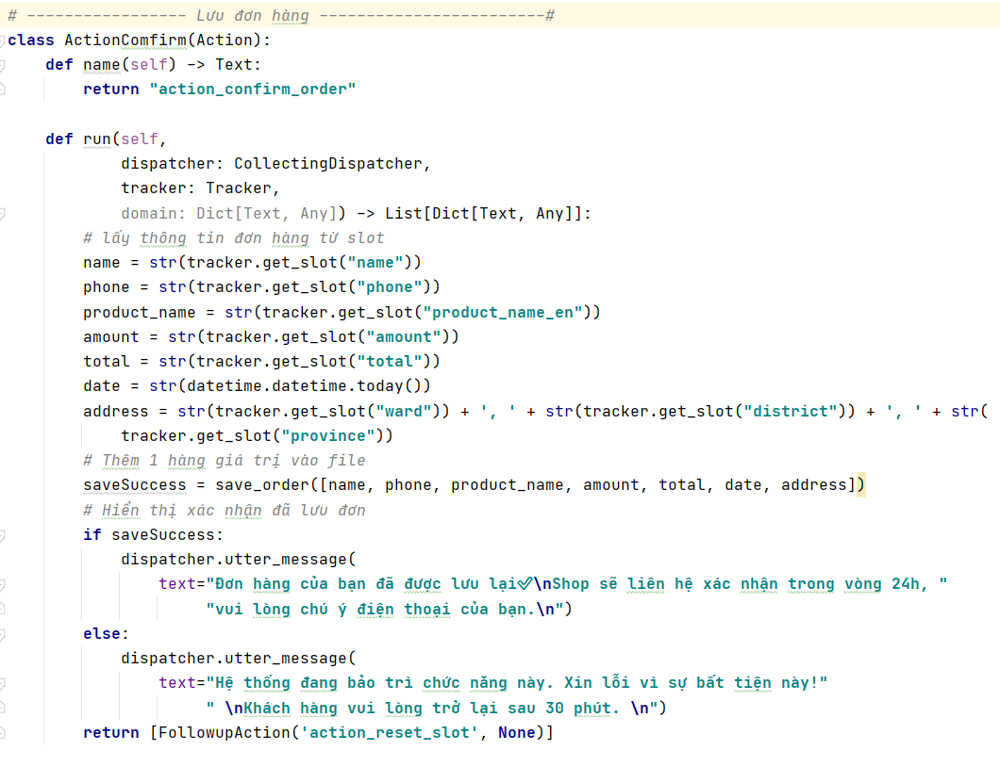 # ----------------- Lưu đơn hàng ------------------------#
class ActionComfirm(Action):
    def name(self) -> Text:
        return "action_confirm_order"

    def run(self,
            dispatcher: CollectingDispatcher,
            tracker: Tracker,
            domain: Dict[Text, Any]) -> List[Dict[Text, Any]]:
        # lấy thông tin đơn hàng từ slot
        name = str(tracker.get_slot("name"))
        phone = str(tracker.get_slot("phone"))
        product_name = str(tracker.get_slot("product_name_en"))
        amount = str(tracker.get_slot("amount"))
        total = str(tracker.get_slot("total"))
        date = str(datetime.datetime.today())
        address = str(tracker.get_slot("ward")) + ', ' + str(tracker.get_slot("district")) + ', ' + str(
            tracker.get_slot("province"))
        # Thêm 1 hàng giá trị vào file
        saveSuccess = save_order([name, phone, product_name, amount, total, date, address])
        # Hiển thị xác nhận đã lưu đơn
        if saveSuccess:
            dispatcher.utter_message(
                text="Đơn hàng của bạn đã được lưu lại✅\nShop sẽ liên hệ xác nhận trong vòng 24h, "
                     "vui lòng chú ý điện thoại của bạn.\n")
        else:
            dispatcher.utter_message(
                text="Hệ thống đang bảo trì chức năng này. Xin lỗi vì sự bất tiện này!"
                     " \nKhách hàng vui lòng trở lại sau 30 phút. \n")
        return [FollowupAction('action_reset_slot', None)]